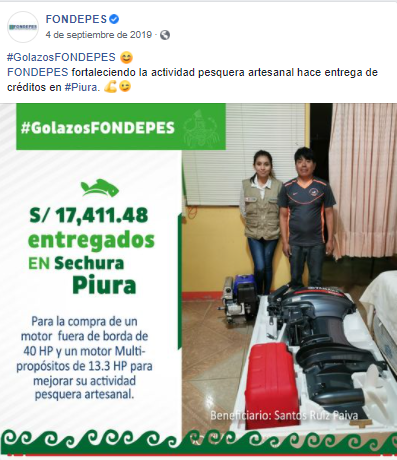 FONDEPES
4 de septiembre de 2019
#GolazosFONDEPES
FONDEPES fortaleciendo la actividad pesquera artesanal hace entrega de
créditos en #Piura.
#GolazosFONDEPES
S/ 17,411.48
entregados
EN Sechura
Piura
Para la compra de un
motor fuera de borda de
40 HP y un motor Multi-
propósitos de 13.3 HP para
mejorar su actividad
pesquera artesanal.
Beneficiario: Santos Ruiz Paiva